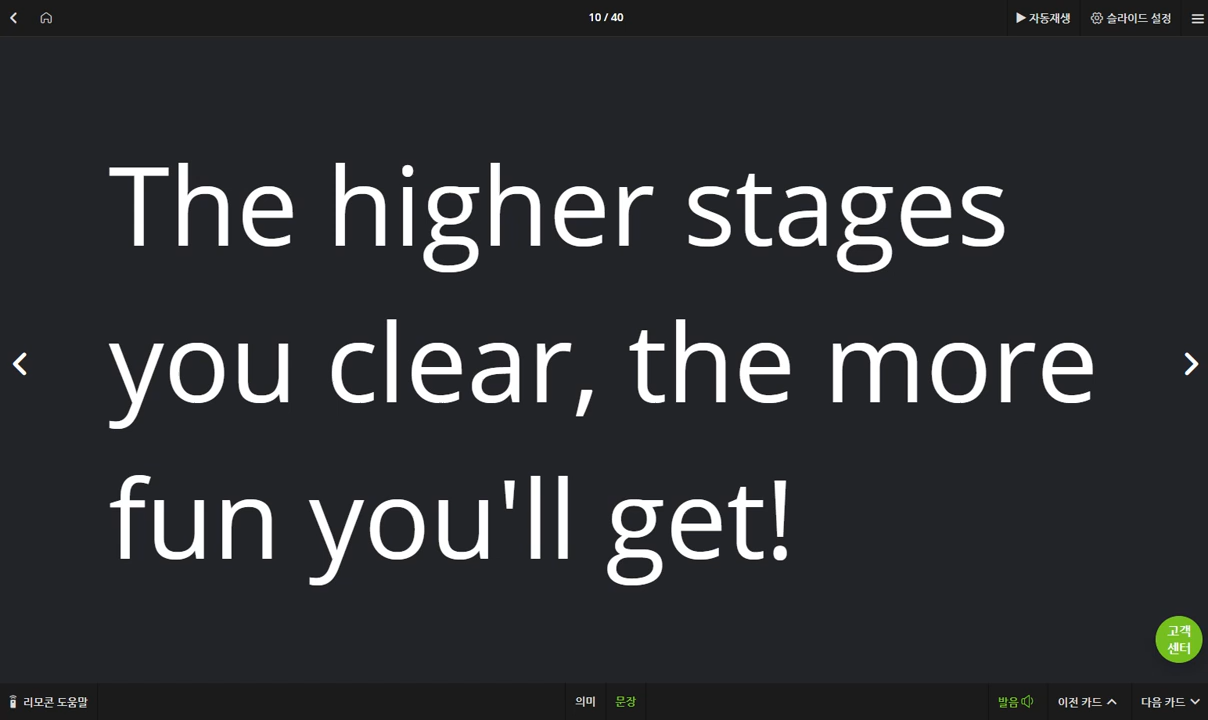 10 / 40
▶ 자동재생
슬라이드 설정
The higher stages
you clear, the more
fun you'll get!
고객
센터
리모콘 도움말
의미
문장
발음
이전 카드
다음 카드